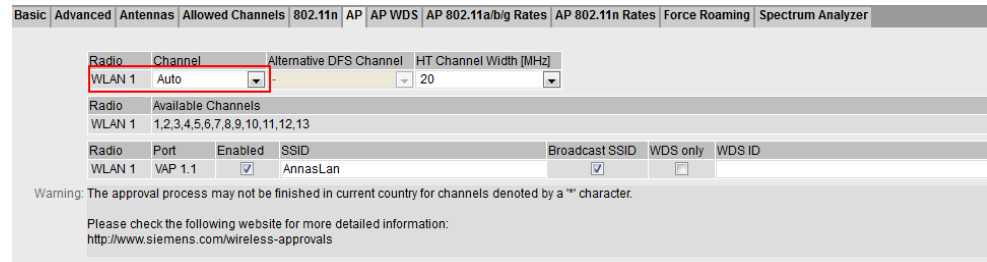 Basic Advanced Antennas Allowed Channels 802.11n AP AP WDS AP 802.11a/b/g Rates AP 802.11n Rates Force Roaming Spectrum Analyzer
Radio Channel Alternative DFS Channel HT Channel Width [MHz]
WLAN 1 Auto - 20
Radio Available Channels
WLAN 1 1,2,3,4,5,6,7,8,9,10,11,12,13
Radio Port Enabled SSID Broadcast SSID WDS only WDS ID
WLAN 1 VAP 1.1 AnnasLan
Warning: The approval process may not be finished in current country for channels denoted by a '*' character.
Please check the following website for more detailed information:
http://www.siemens.com/wireless-approvals